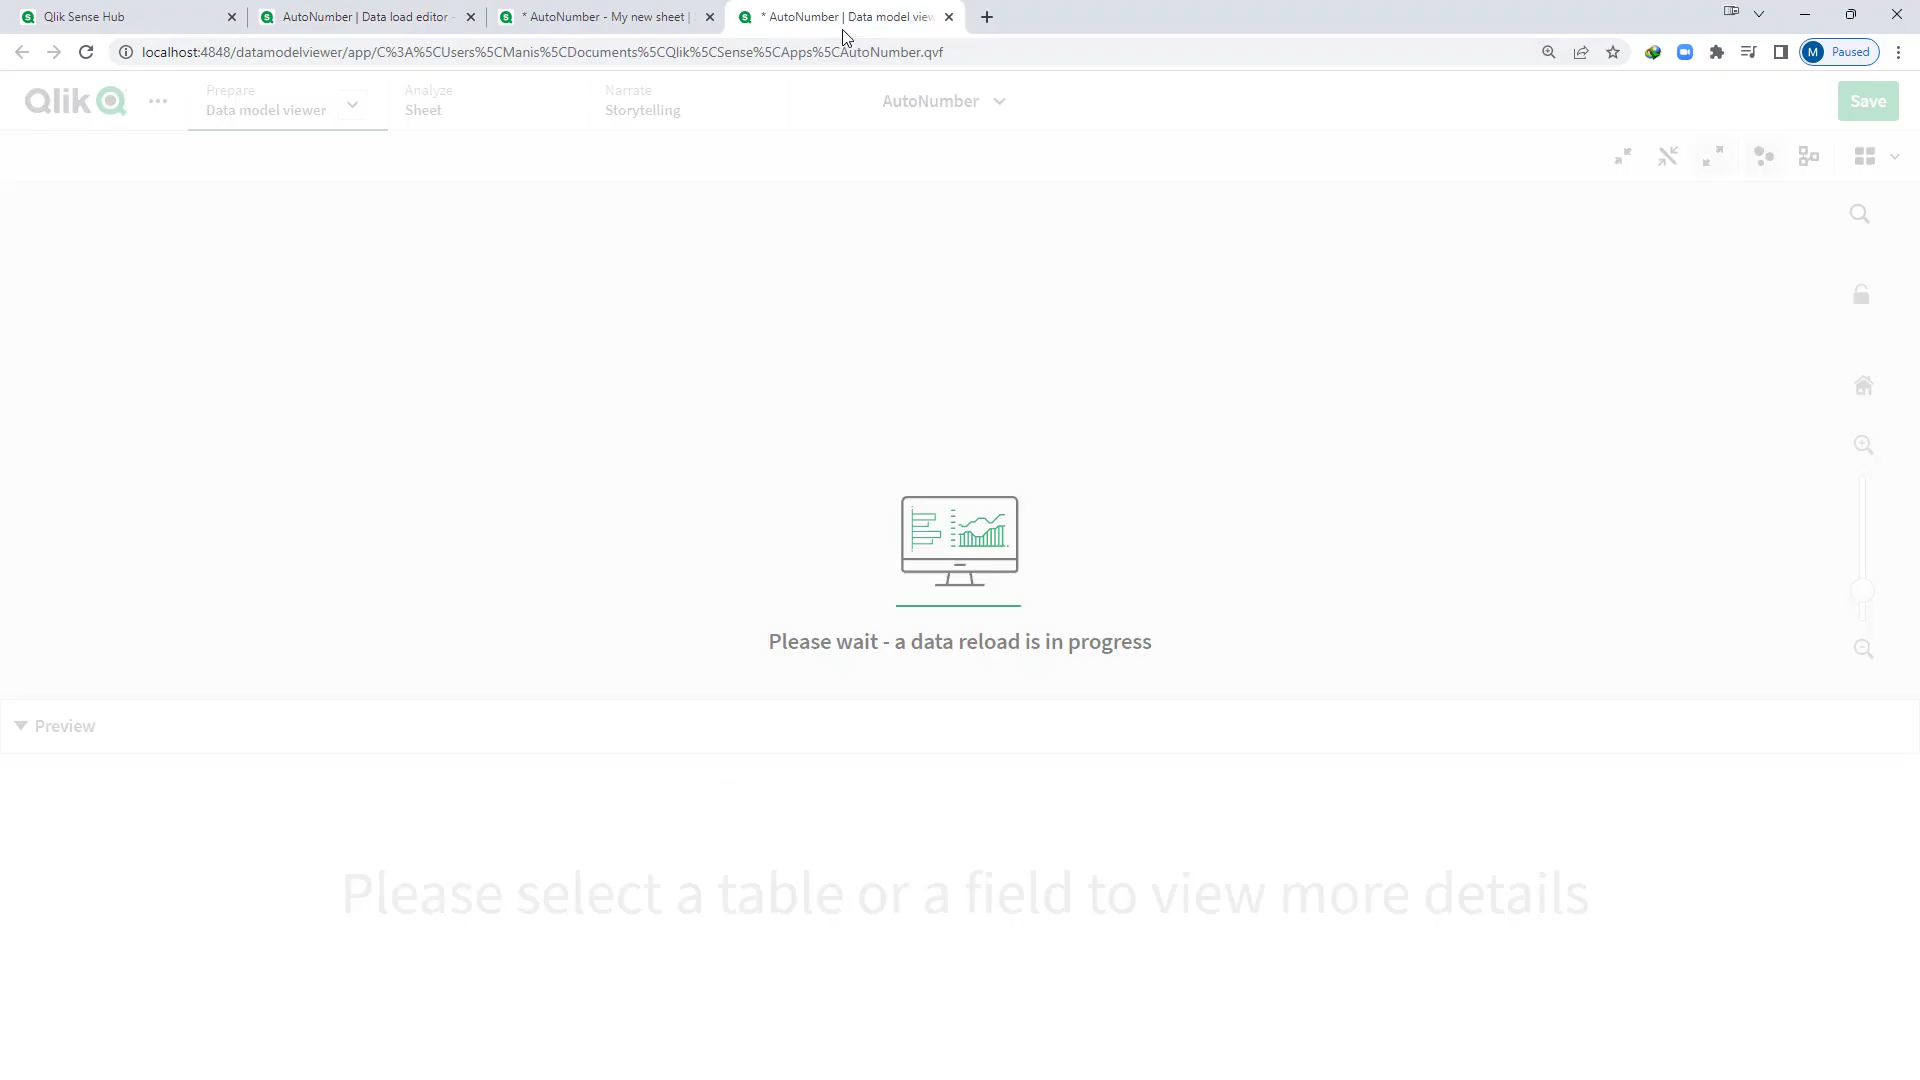 Qlik Sense Hub
AutoNumber | Data load editor -
* AutoNumber - My new sheet |
* AutoNumber | Data model view
localhost:4848/datamodelviewer/app/C%3A%5CUsers%5CManis%5CDocuments%5CQlik%5CSense%5CApps%5CAutoNumber.qvf
M Paused
Qlik
Prepare
Data model viewer
Analyze
Sheet
Narrate
Storytelling
AutoNumber
Save
Please wait - a data reload is in progress
Preview
Please select a table or a field to view more details